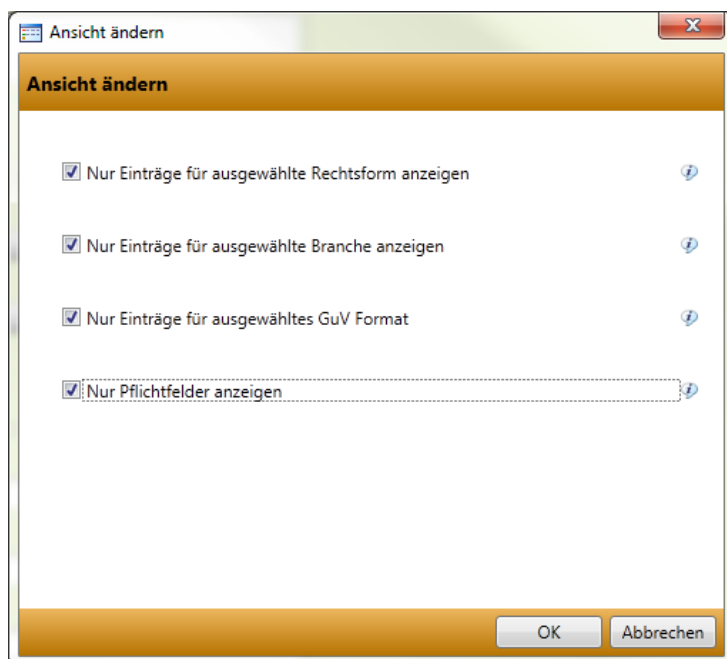 Ansicht ändern
Ansicht ändern
Nur Einträge für ausgewählte Rechtsform anzeigen
Nur Einträge für ausgewählte Branche anzeigen
Nur Einträge für ausgewähltes GuV Format
Nur Pflichtfelder anzeigen
OK Abbrechen